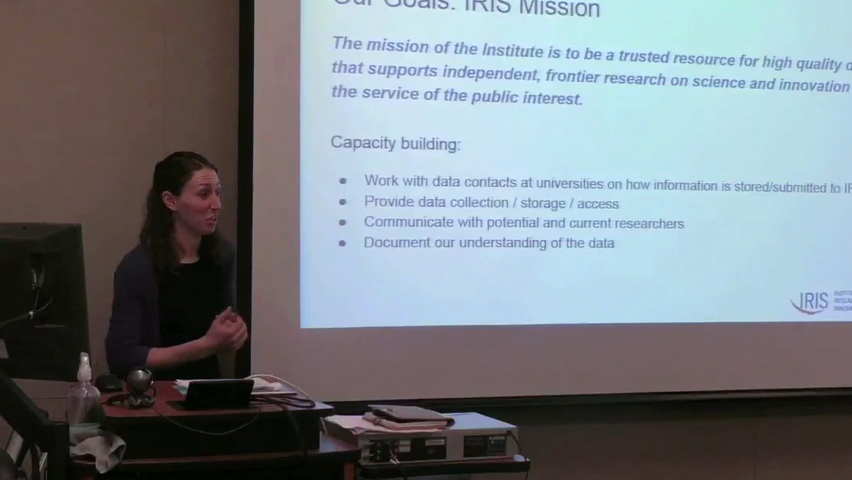 Our Goals: IRIS Mission
The mission of the Institute is to be a trusted resource for high quality d
that supports independent, frontier research on science and innovation
the service of the public interest.
Capacity building:
● Work with data contacts at universities on how information is stored/submitted to IR
● Provide data collection / storage / access
● Communicate with potential and current researchers
● Document our understanding of the data
IRIS